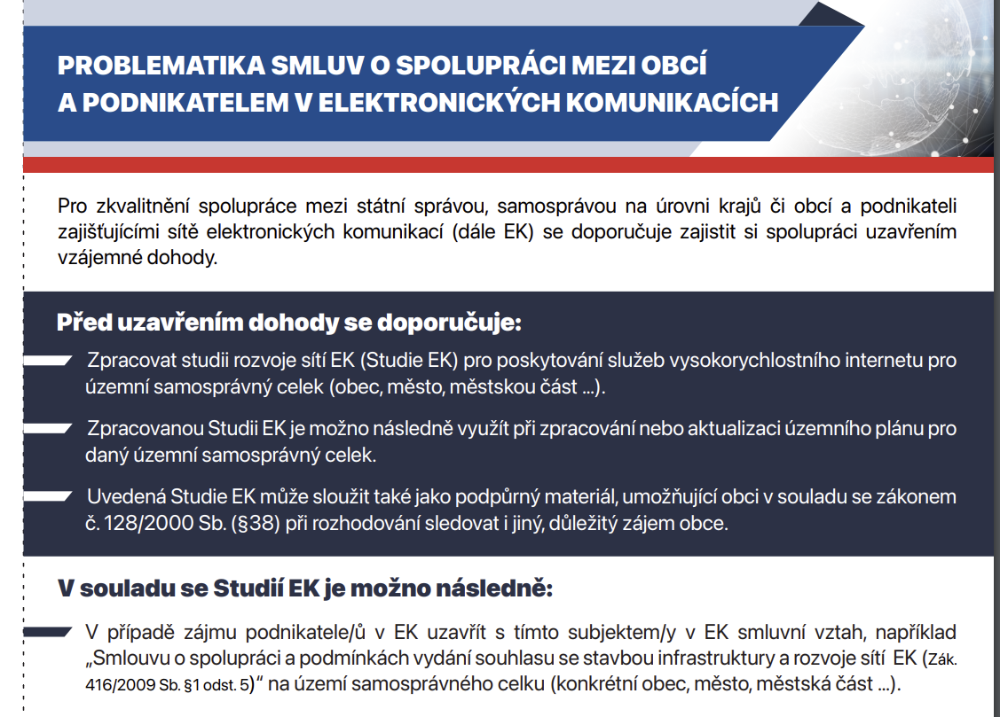 PROBLEMATIKA SMLUV O SPOLUPRÁCI MEZI OBCÍ
A PODNIKATELEM V ELEKTRONICKÝCH KOMUNIKACÍCH
Pro zkvalitnění spolupráce mezi státní správou, samosprávou na úrovni krajů či obcí a podnikateli
zajišťujícími sítě elektronických komunikací (dále EK) se doporučuje zajistit si spolupráci uzavřením
vzájemné dohody.
Před uzavřením dohody se doporučuje:
Zpracovat studii rozvoje sítí EK (Studie EK) pro poskytování služeb vysokorychlostního internetu pro
územní samosprávný celek (obec, město, městskou část ...).
Zpracovanou Studii EK je možno následně využít při zpracování nebo aktualizaci územního plánu pro
daný územní samosprávný celek.
Uvedená Studie EK může sloužit také jako podpůrný materiál, umožňující obci v souladu se zákonem
č. 128/2000 Sb. (§38) při rozhodování sledovat i jiný, důležitý zájem obce.
V souladu se Studií EK je možno následně:
V případě zájmu podnikatele/ů v EK uzavřít s tímto subjektem/y v EK smluvní vztah, například
„Smlouvu o spolupráci a podmínkách vydání souhlasu se stavbou infrastruktury a rozvoje sítí EK (Zák.
416/2009 Sb. §1 odst. 5)“ na území samosprávného celku (konkrétní obec, město, městská část ...).